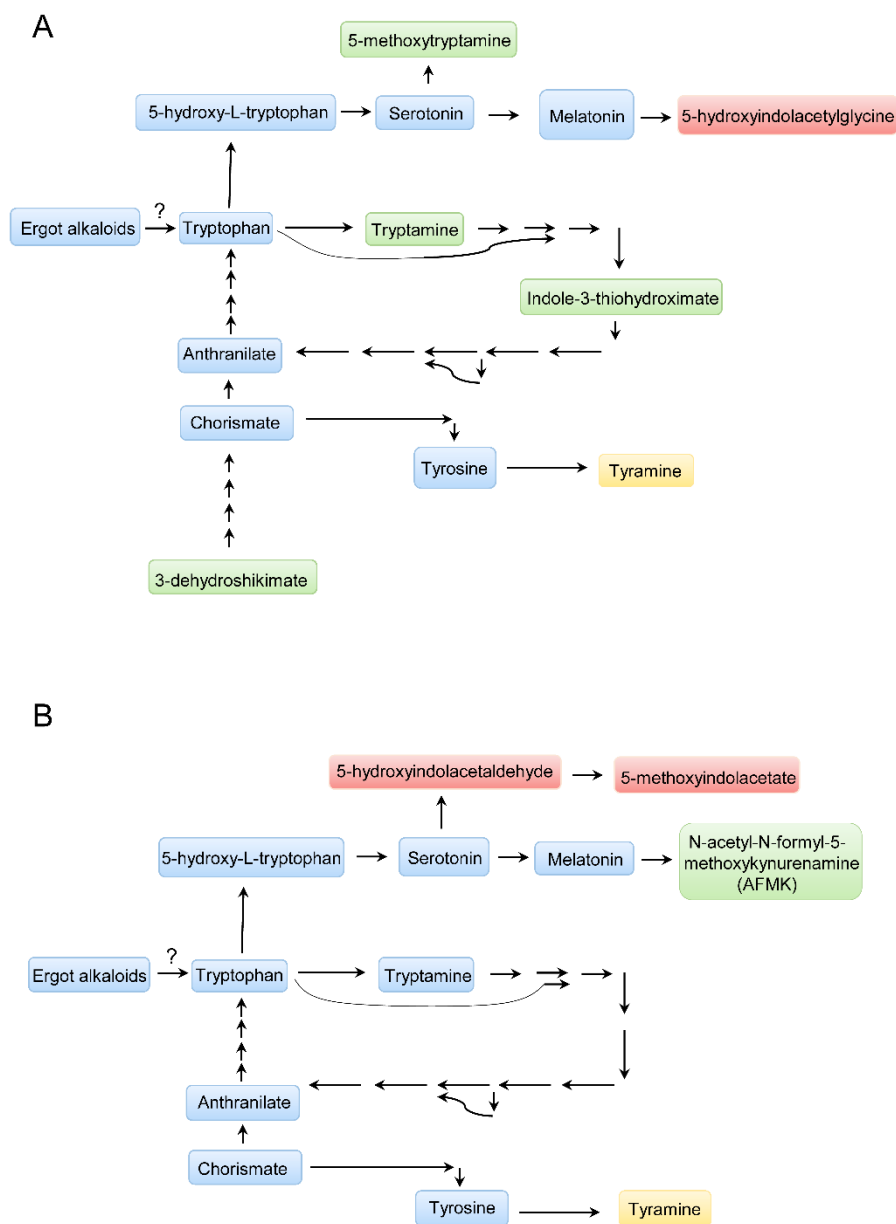 A
5-methoxytryptamine
5-hydroxy-L-tryptophan
Serotonin
Melatonin
5-hydroxyindolacetylglycine
?
Ergot alkaloids
Tryptophan
Tryptamine
Indole-3-thiohydroximate
Anthranilate
Chorismate
Tyrosine
Tyramine
3-dehydroshikimate
B
5-hydroxyindolacetaldehyde
5-methoxyindolacetate
5-hydroxy-L-tryptophan
Serotonin
Melatonin
N-acetyl-N-formyl-5-
methoxykynurenamine
(AFMK)
?
Ergot alkaloids
Tryptophan
Tryptamine
Anthranilate
Chorismate
Tyrosine
Tyramine